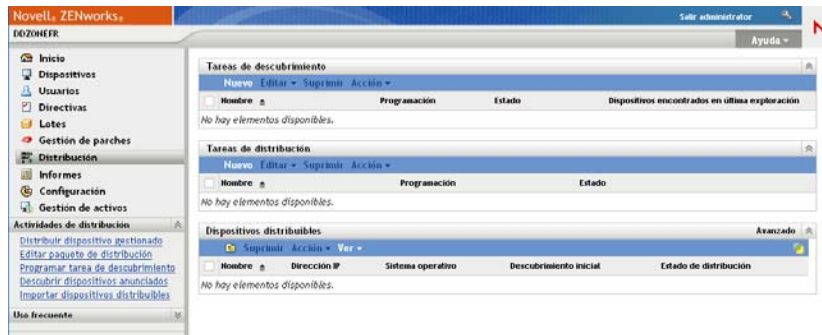 Novell® ZENworks®
Salir administrator
DDZONEFR
Ayuda
Inicio
Dispositivos
Usuarios
Directivas
Lotes
Gestión de parches
Distribución
Informes
Configuración
Gestión de activos
Actividades de distribución
Distribuir dispositivo gestionado
Editar paquete de distribución
Programar tarea de descubrimiento
Descubrir dispositivos anunciados
Importar dispositivos distribuibles
Uso frecuente
Tareas de descubrimiento
Nuevo Editar Suprimir Acción
Nombre Programación Estado Dispositivos encontrados en última exploración
No hay elementos disponibles.
Tareas de distribución
Nuevo Editar Suprimir Acción
Nombre Programación Estado
No hay elementos disponibles.
Dispositivos distribuibles Avanzado
Suprimir Acción Ver
Nombre Dirección IP Sistema operativo Descubrimiento inicial Estado de distribución
No hay elementos disponibles.